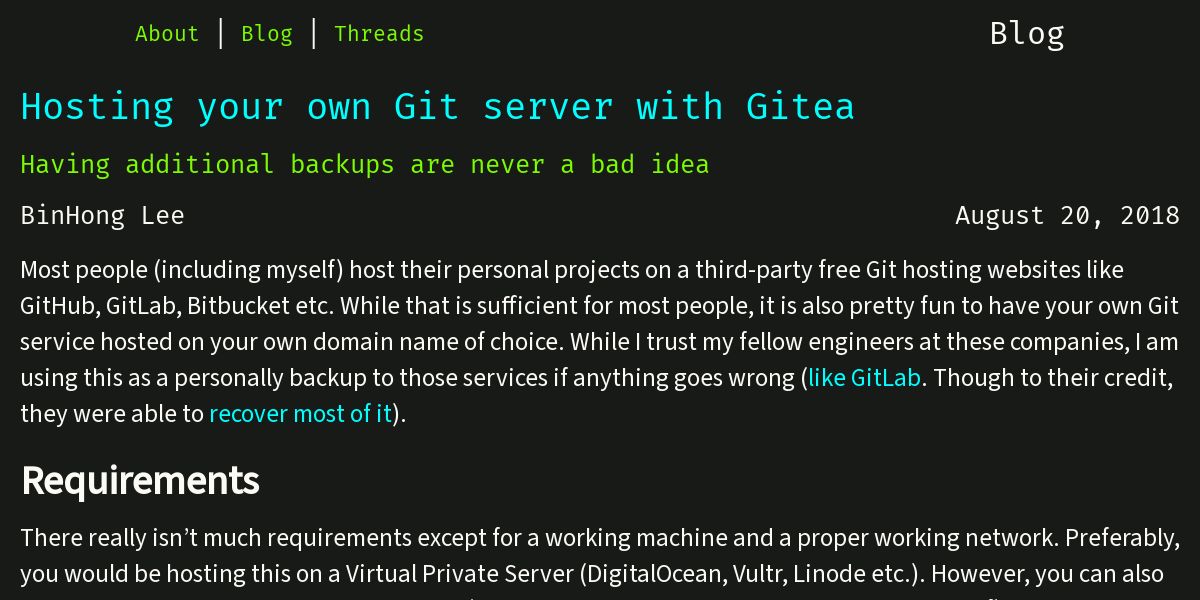 About | Blog | Threads Blog
Hosting your own Git server with Gitea
Having additional backups are never a bad idea
BinHong Lee August 20, 2018
Most people (including myself) host their personal projects on a third-party free Git hosting websites like
GitHub, GitLab, Bitbucket etc. While that is sufficient for most people, it is also pretty fun to have your own Git
service hosted on your own domain name of choice. While I trust my fellow engineers at these companies, I am
using this as a personally backup to those services if anything goes wrong (like GitLab. Though to their credit,
they were able to recover most of it).
Requirements
There really isn’t much requirements except for a working machine and a proper working network. Preferably,
you would be hosting this on a Virtual Private Server (DigitalOcean, Vultr, Linode etc.). However, you can also